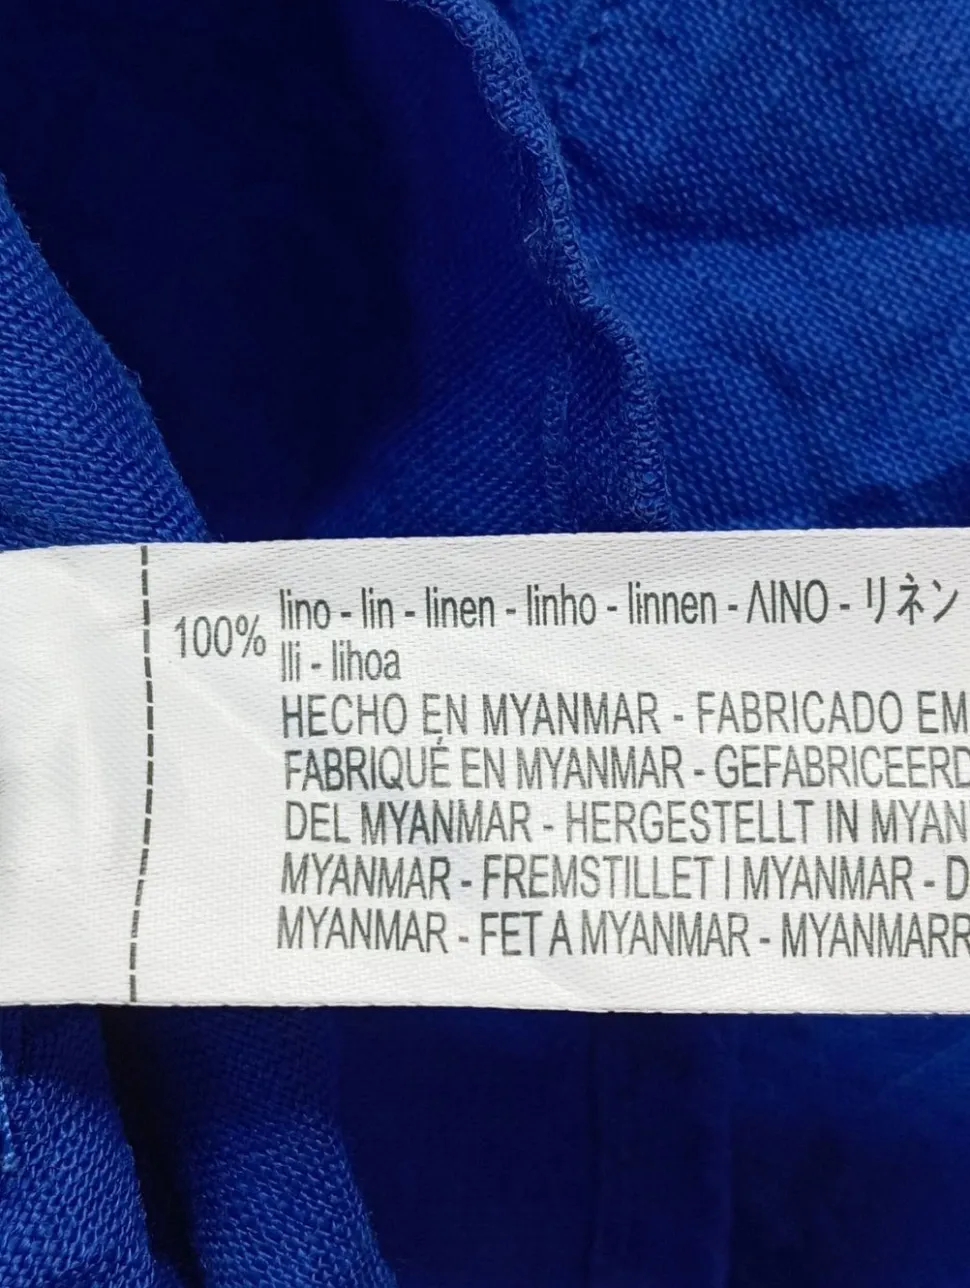 100% lino - lin - linen - linho - linnen - ΛΙΝΟ - リネン
lli - lihoa
HECHO EN MYANMAR - FABRICADO EM
FABRIQUÉ EN MYANMAR - GEFABRICEERD
DEL MYANMAR - HERGESTELLT IN MYAN
MYANMAR - FREMSTILLET I MYANMAR - D
MYANMAR - FET A MYANMAR - MYANMARR